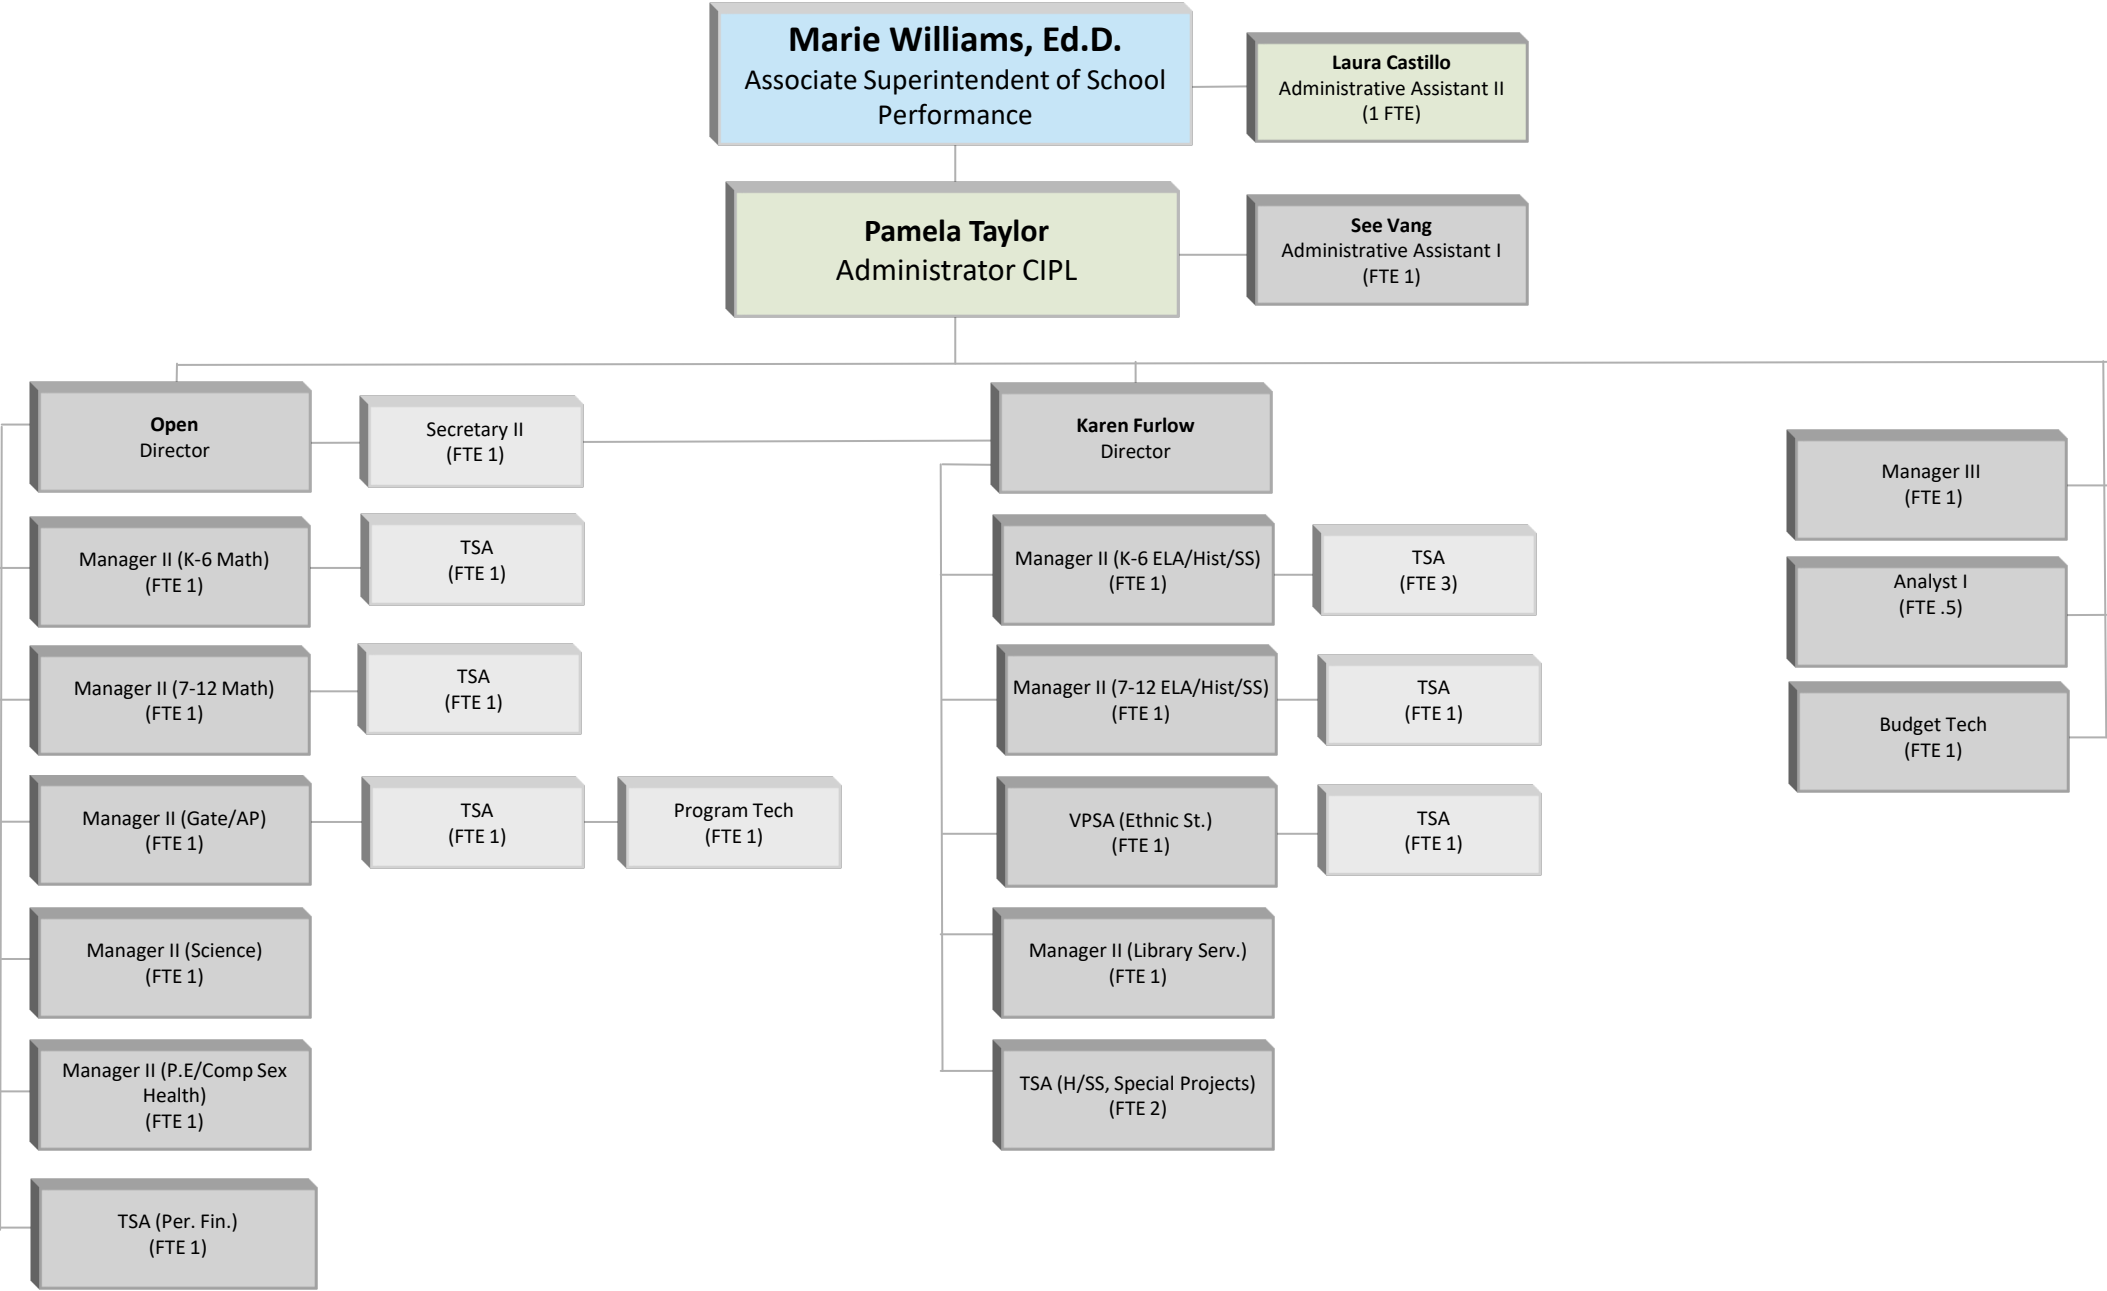 Marie Williams, Ed.D.
Associate Superintendent of School
Performance
Laura Castillo
Administrative Assistant II
(1 FTE)
Pamela Taylor
Administrator CIPL
See Vang
Administrative Assistant I
(FTE 1)
Open
Director
Secretary II
(FTE 1)
Manager II (K-6 Math)
(FTE 1)
TSA
(FTE 1)
Manager II (7-12 Math)
(FTE 1)
TSA
(FTE 1)
Manager II (Gate/AP)
(FTE 1)
TSA
(FTE 1)
Program Tech
(FTE 1)
Manager II (Science)
(FTE 1)
Manager II (P.E/Comp Sex
Health)
(FTE 1)
TSA (Per. Fin.)
(FTE 1)
Karen Furlow
Director
Manager II (K-6 ELA/Hist/SS)
(FTE 1)
TSA
(FTE 3)
Manager II (7-12 ELA/Hist/SS)
(FTE 1)
TSA
(FTE 1)
VPSA (Ethnic St.)
(FTE 1)
TSA
(FTE 1)
Manager II (Library Serv.)
(FTE 1)
TSA (H/SS, Special Projects)
(FTE 2)
Manager III
(FTE 1)
Analyst I
(FTE .5)
Budget Tech
(FTE 1)